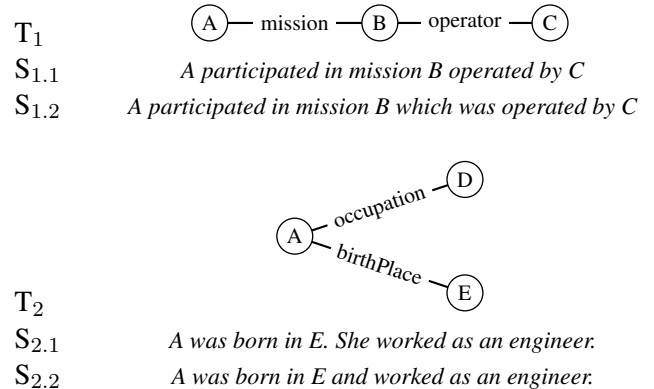 T1 A mission B operator C
S1.1 A participated in mission B operated by C
S1.2 A participated in mission B which was operated by C
D
occupation
A
birthPlace
E
T2
S2.1 A was born in E. She worked as an engineer.
S2.2 A was born in E and worked as an engineer.